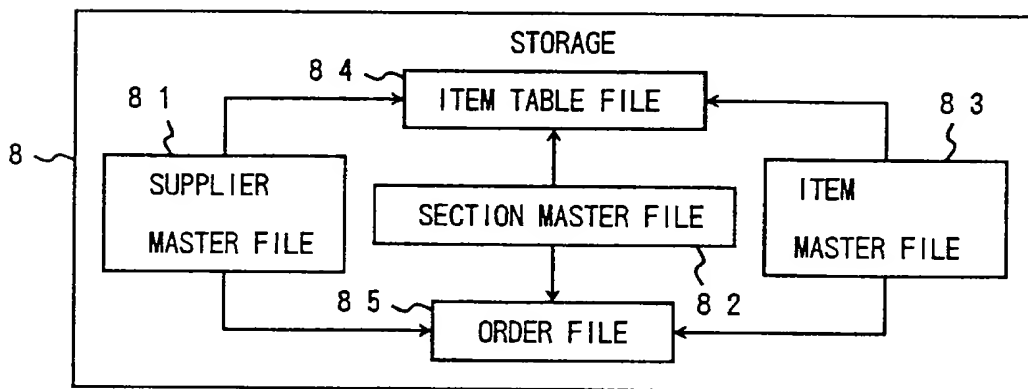 STORAGE
8 4
ITEM TABLE FILE
8 1
8 3
8
SUPPLIER
MASTER FILE
SECTION MASTER FILE
ITEM
MASTER FILE
8 2
8 5
ORDER FILE